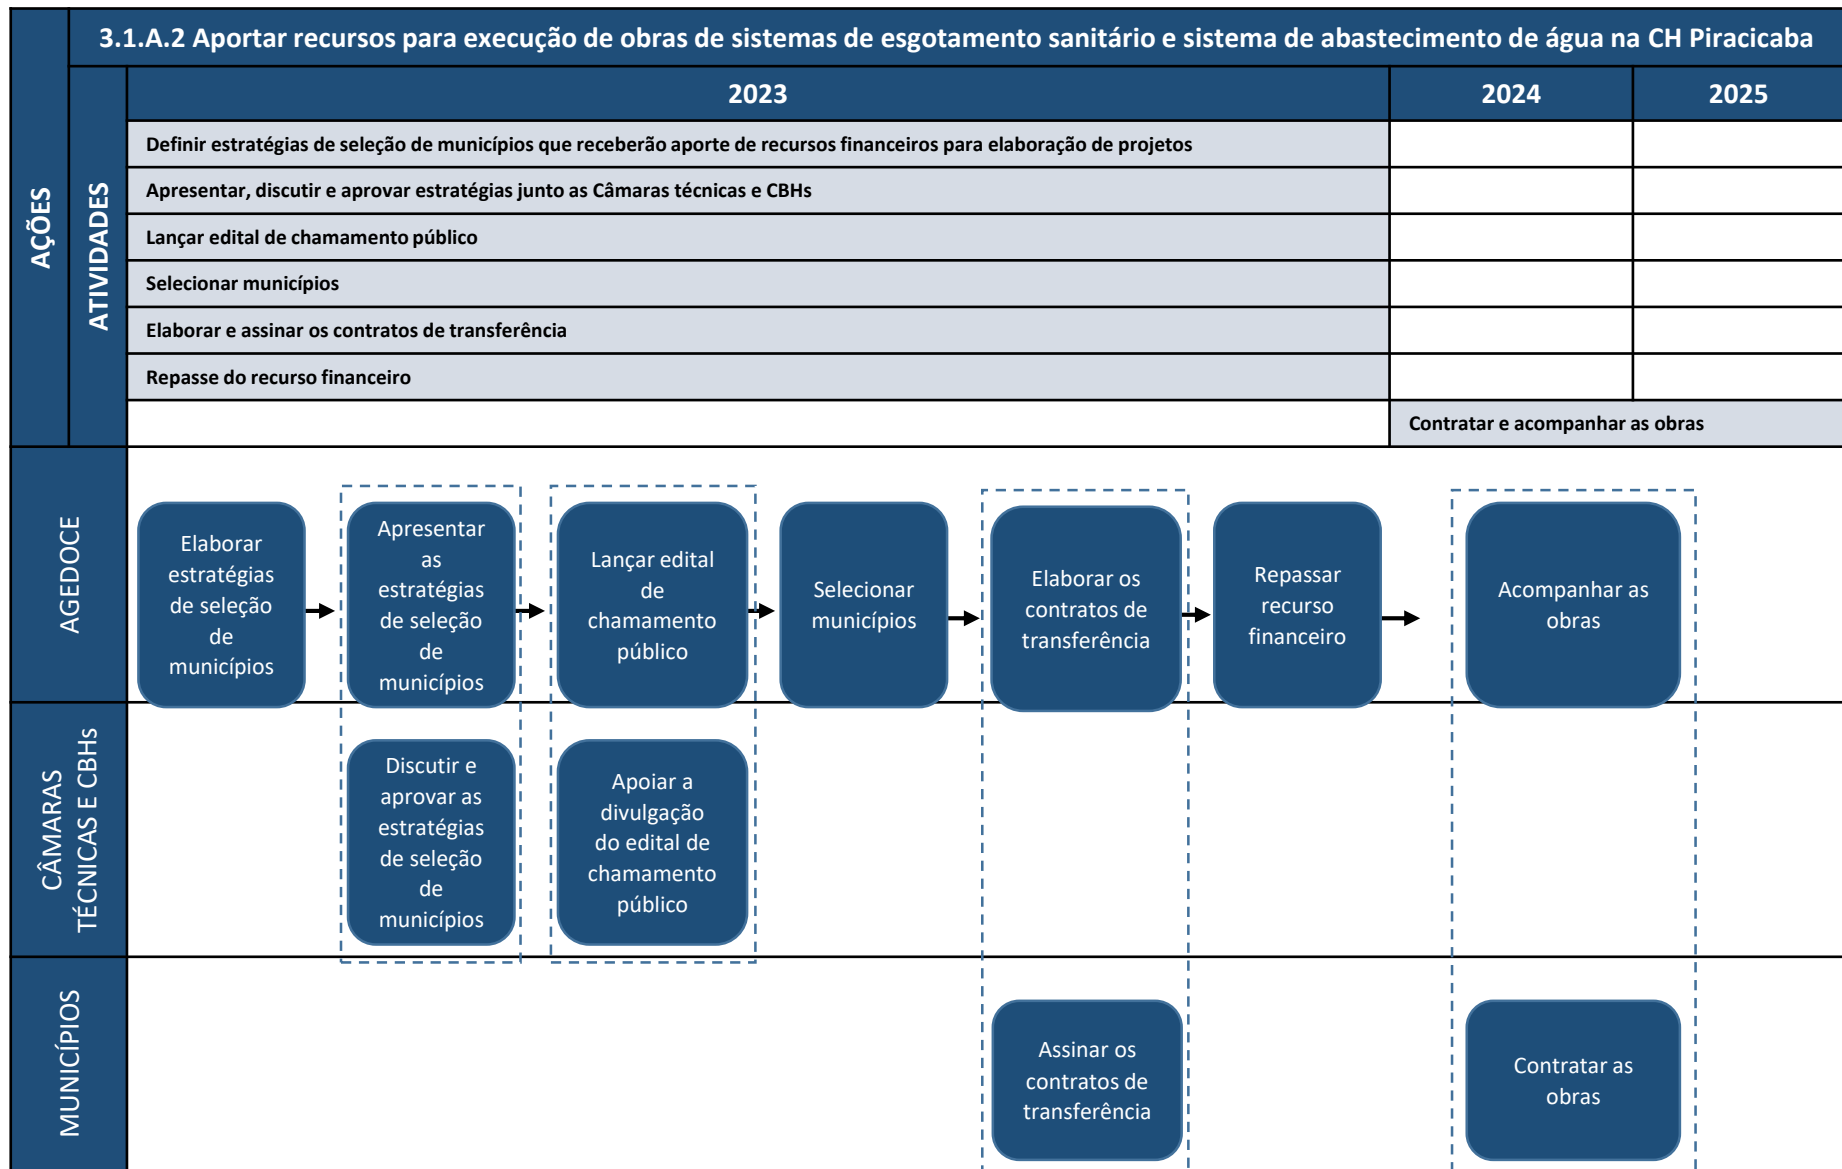 3.1.A.2 Aportar recursos para execução de obras de sistemas de esgotamento sanitário e sistema de abastecimento de água na CH Piracicaba
AÇÕES
ATIVIDADES
2023
2024
2025
Definir estratégias de seleção de municípios que receberão aporte de recursos financeiros para elaboração de projetos
Apresentar, discutir e aprovar estratégias junto as Câmaras técnicas e CBHs
Lançar edital de chamamento público
Selecionar municípios
Elaborar e assinar os contratos de transferência
Repasse do recurso financeiro
Contratar e acompanhar as obras
AGEDOCE
Elaborar
estratégias
de seleção
de
municípios
Apresentar
as
estratégias
de seleção
de
municípios
Lançar edital
de
chamamento
público
Selecionar
municípios
Elaborar os
contratos de
transferência
Repassar
recurso
financeiro
Acompanhar as
obras
CÂMARAS
TÉCNICAS E CBHs
Discutir e
aprovar as
estratégias
de seleção
de
municípios
Apoiar a
divulgação
do edital de
chamamento
público
MUNICÍPIOS
Assinar os
contratos de
transferência
Contratar as
obras